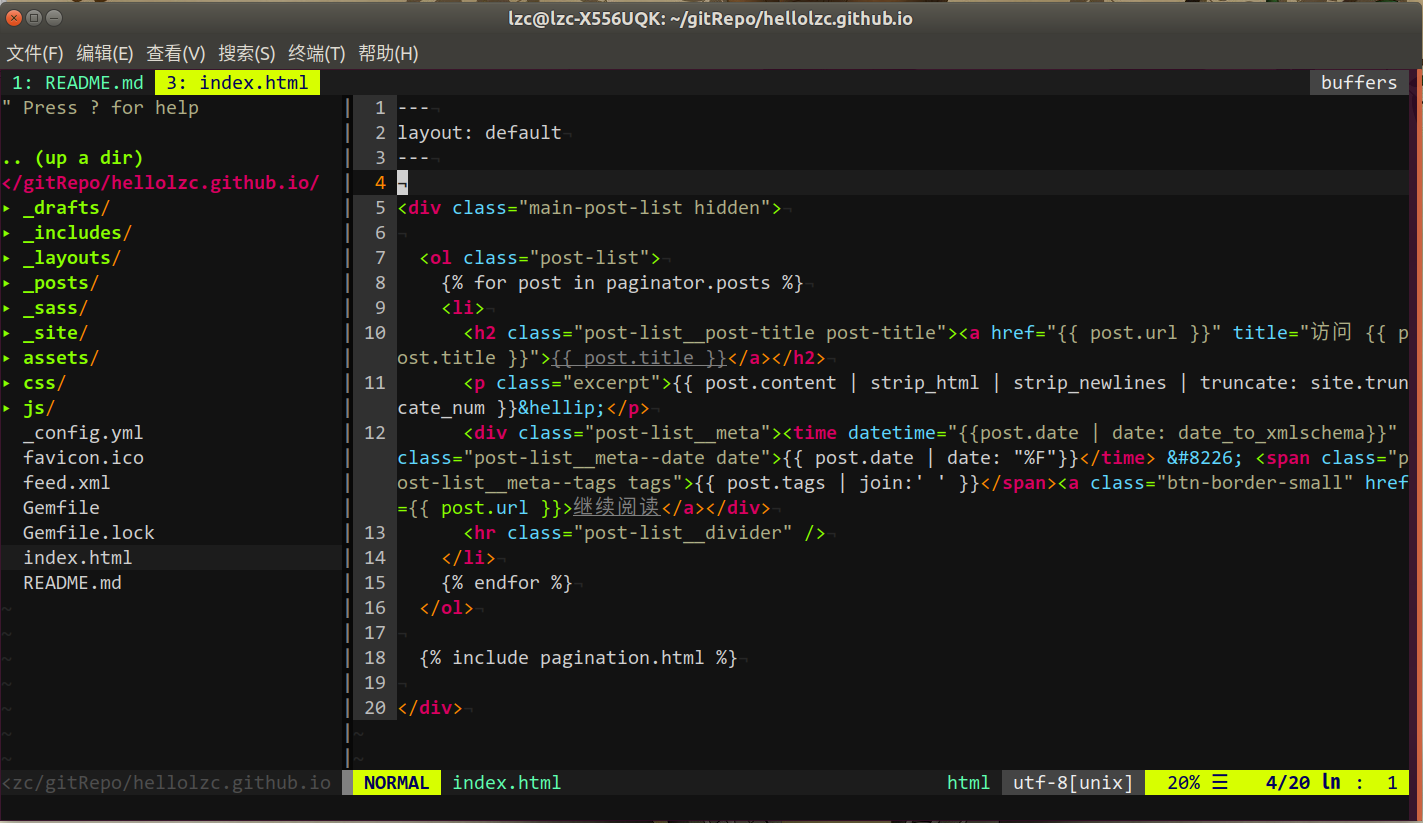 lzc@lzc-X556UQK: ~/gitRepo/hellolzc.github.io
文件(F) 编辑(E) 查看(V) 搜索(S) 终端(T) 帮助(H)
1: README.md 3: index.html buffers
" Press ? for help
.. (up a dir)
</gitRepo/hellolzc.github.io/
▸ _drafts/
▸ _includes/
▸ _layouts/
▸ _posts/
▸ _sass/
▸ _site/
▸ assets/
▸ css/
▸ js/
_config.yml
favicon.ico
feed.xml
Gemfile
Gemfile.lock
index.html
README.md
<zc/gitRepo/hellolzc.github.io
1 ---¬
2 layout: default¬
3 ---¬
4 ¬
5 <div class="main-post-list hidden">¬
6 ¬
7   <ol class="post-list">¬
8     {% for post in paginator.posts %}¬
9     <li>¬
10       <h2 class="post-list__post-title post-title"><a href="{{ post.url }}" title="访问 {{ p
ost.title }}">{{ post.title }}</a></h2>¬
11       <p class="excerpt">{{ post.content | strip_html | strip_newlines | truncate: site.trun
cate_num }}&hellip;</p>¬
12       <div class="post-list__meta"><time datetime="{{post.date | date: date_to_xmlschema}}"
class="post-list__meta--date date">{{ post.date | date: "%F"}}</time> &#8226; <span class="p
ost-list__meta--tags tags">{{ post.tags | join:' ' }}</span><a class="btn-border-small" href
={{ post.url }}>继续阅读</a></div>¬
13       <hr class="post-list__divider" />¬
14     </li>¬
15     {% endfor %}¬
16   </ol>¬
17 ¬
18   {% include pagination.html %}¬
19 ¬
20 </div>¬
NORMAL index.html html utf-8[unix] 20% ☰ 4/20 ln : 1